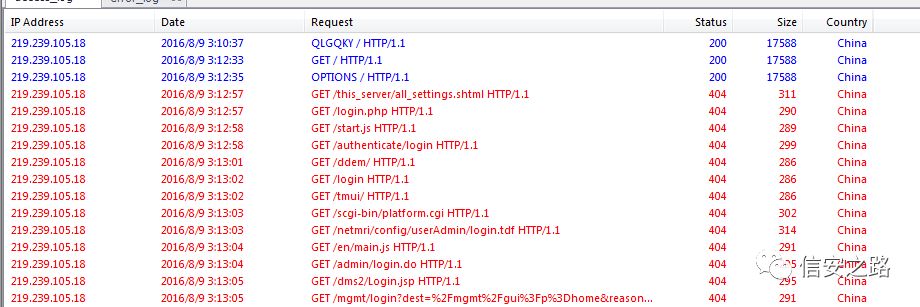 IP Address Date Request Status Size Country
219.239.105.18 2016/8/9 3:10:37 QLGQKY / HTTP/1.1 200 17588 China
219.239.105.18 2016/8/9 3:12:33 GET / HTTP/1.1 200 17588 China
219.239.105.18 2016/8/9 3:12:35 OPTIONS / HTTP/1.1 200 17588 China
219.239.105.18 2016/8/9 3:12:57 GET /this_server/all_settings.shtml HTTP/1.1 404 311 China
219.239.105.18 2016/8/9 3:12:57 GET /login.php HTTP/1.1 404 290 China
219.239.105.18 2016/8/9 3:12:58 GET /start.js HTTP/1.1 404 289 China
219.239.105.18 2016/8/9 3:12:58 GET /authenticate/login HTTP/1.1 404 299 China
219.239.105.18 2016/8/9 3:13:01 GET /ddem/ HTTP/1.1 404 286 China
219.239.105.18 2016/8/9 3:13:02 GET /login HTTP/1.1 404 286 China
219.239.105.18 2016/8/9 3:13:02 GET /tmui/ HTTP/1.1 404 286 China
219.239.105.18 2016/8/9 3:13:03 GET /scgi-bin/platform.cgi HTTP/1.1 404 302 China
219.239.105.18 2016/8/9 3:13:03 GET /netmri/config/userAdmin/login.tdf HTTP/1.1 404 314 China
219.239.105.18 2016/8/9 3:13:04 GET /en/main.js HTTP/1.1 404 291 China
219.239.105.18 2016/8/9 3:13:04 GET /admin/login.do HTTP/1.1 404 China
219.239.105.18 2016/8/9 3:13:05 GET /dms2/Login.jsp HTTP/1.1 404 295 China
219.239.105.18 2016/8/9 3:13:05 GET /mgmt/login?dest=%2Fmgmt%2Fgui%3Fp%3Dhome&reason... 404 291 China
信安之路